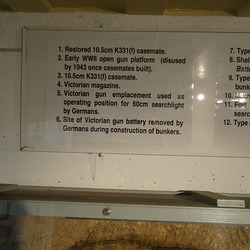 1. Restored 10.5cm K331(f) casemate.
2. Early WWII open gun platform (disused
by 1943 once casemates built).
3. 10.5cm K331(f) casemate.
4. Victorian magazine.
5. Victorian gun emplacement used as
operating position for 60cm searchlight
by Germans.
6. Site of Victorian gun battery removed by
Germans during construction of bunkers.
7. Type
8. Shel
Batte
9. Type
bunk
10.
11. For
12. Type